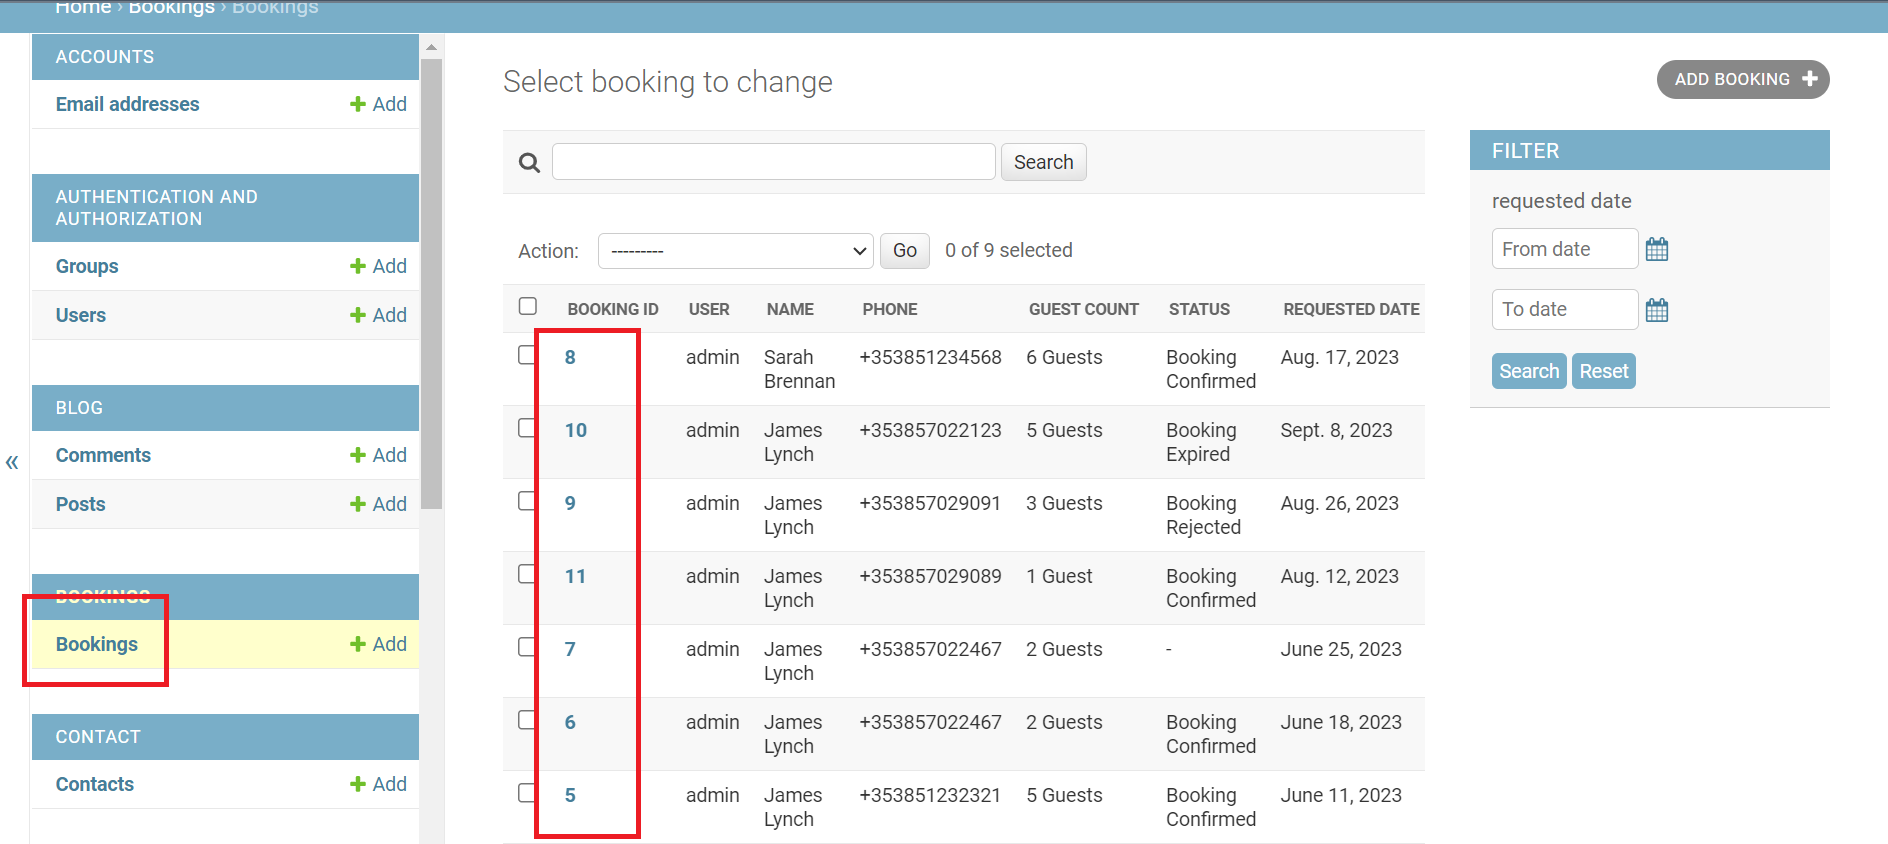 Home › Bookings › Bookings
ACCOUNTS
Email addresses + Add
AUTHENTICATION AND
AUTHORIZATION
Groups + Add
Users + Add
BLOG
Comments + Add
Posts + Add
BOOKINGS
Bookings + Add
CONTACT
Contacts + Add
«
Select booking to change
ADD BOOKING +
Search
Action: --------- Go 0 of 9 selected
BOOKING ID USER NAME PHONE GUEST COUNT STATUS REQUESTED DATE
8 admin Sarah +353851234568 6 Guests Booking Aug. 17, 2023
Brennan Confirmed
10 admin James +353857022123 5 Guests Booking Sept. 8, 2023
Lynch Expired
9 admin James +353857029091 3 Guests Booking Aug. 26, 2023
Lynch Rejected
11 admin James +353857029089 1 Guest Booking Aug. 12, 2023
Lynch Confirmed
7 admin James +353857022467 2 Guests - June 25, 2023
Lynch
6 admin James +353857022467 2 Guests Booking June 18, 2023
Lynch Confirmed
5 admin James +353851232321 5 Guests Booking June 11, 2023
Lynch Confirmed
FILTER
requested date
From date
To date
Search Reset